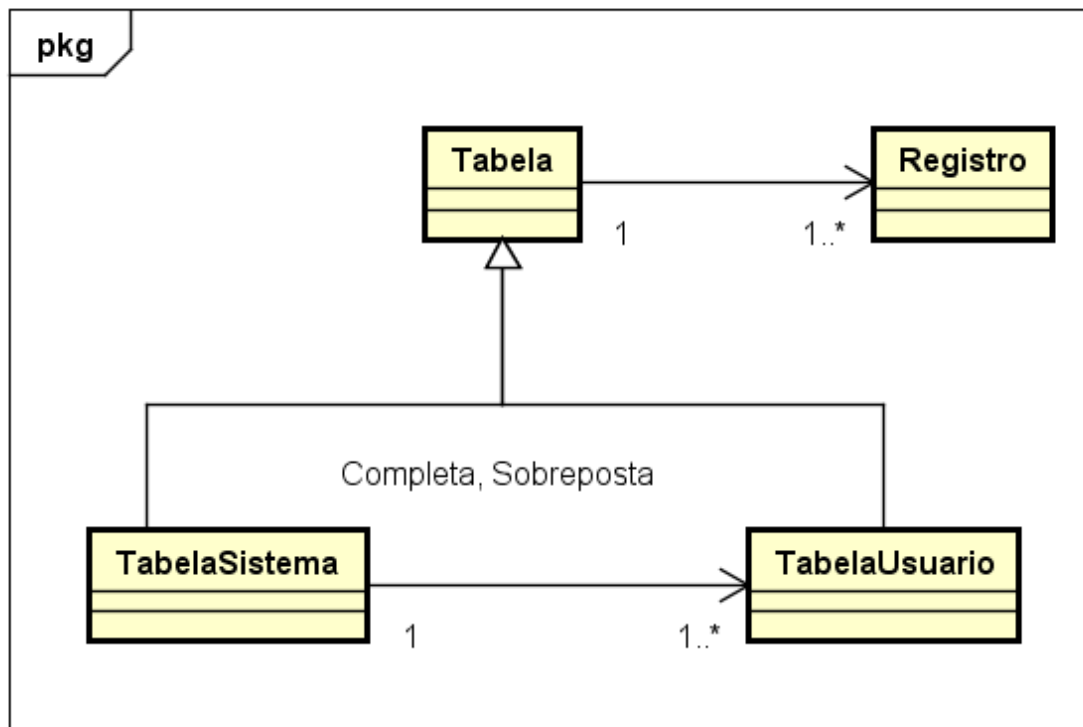 pkg
Tabela
Registro
1
1..*
Completa, Sobreposta
TabelaSistema
TabelaUsuario
1
1..*